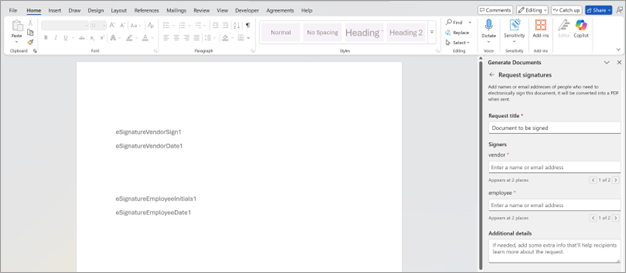 File Home Insert Draw Design Layout References Mailings Review View Developer Agreements Help
Comments Editing Catch up Share
Paste
Normal No Spacing Heading Heading 2
Find
Replace
Select
Dictate Sensitivity Add-ins Editor Copilot
Clipboard Font Paragraph Styles Editing Voice Sensitivity Add-ins
Generate Documents
Request signatures
Add names or email addresses of people who need to
electronically sign this document, it will be converted into a PDF
when sent.
Request title *
Document to be signed
Signers
vendor *
Enter a name or email address
Appears at 2 places
1 of 2
employee *
Enter a name or email address
Appears at 2 places
1 of 2
Additional details
If needed, add some extra info that'll help recipients
learn more about the request.
eSignatureVendorSign1
eSignatureVendorDate1
eSignatureEmployeeInitials1
eSignatureEmployeeDate1